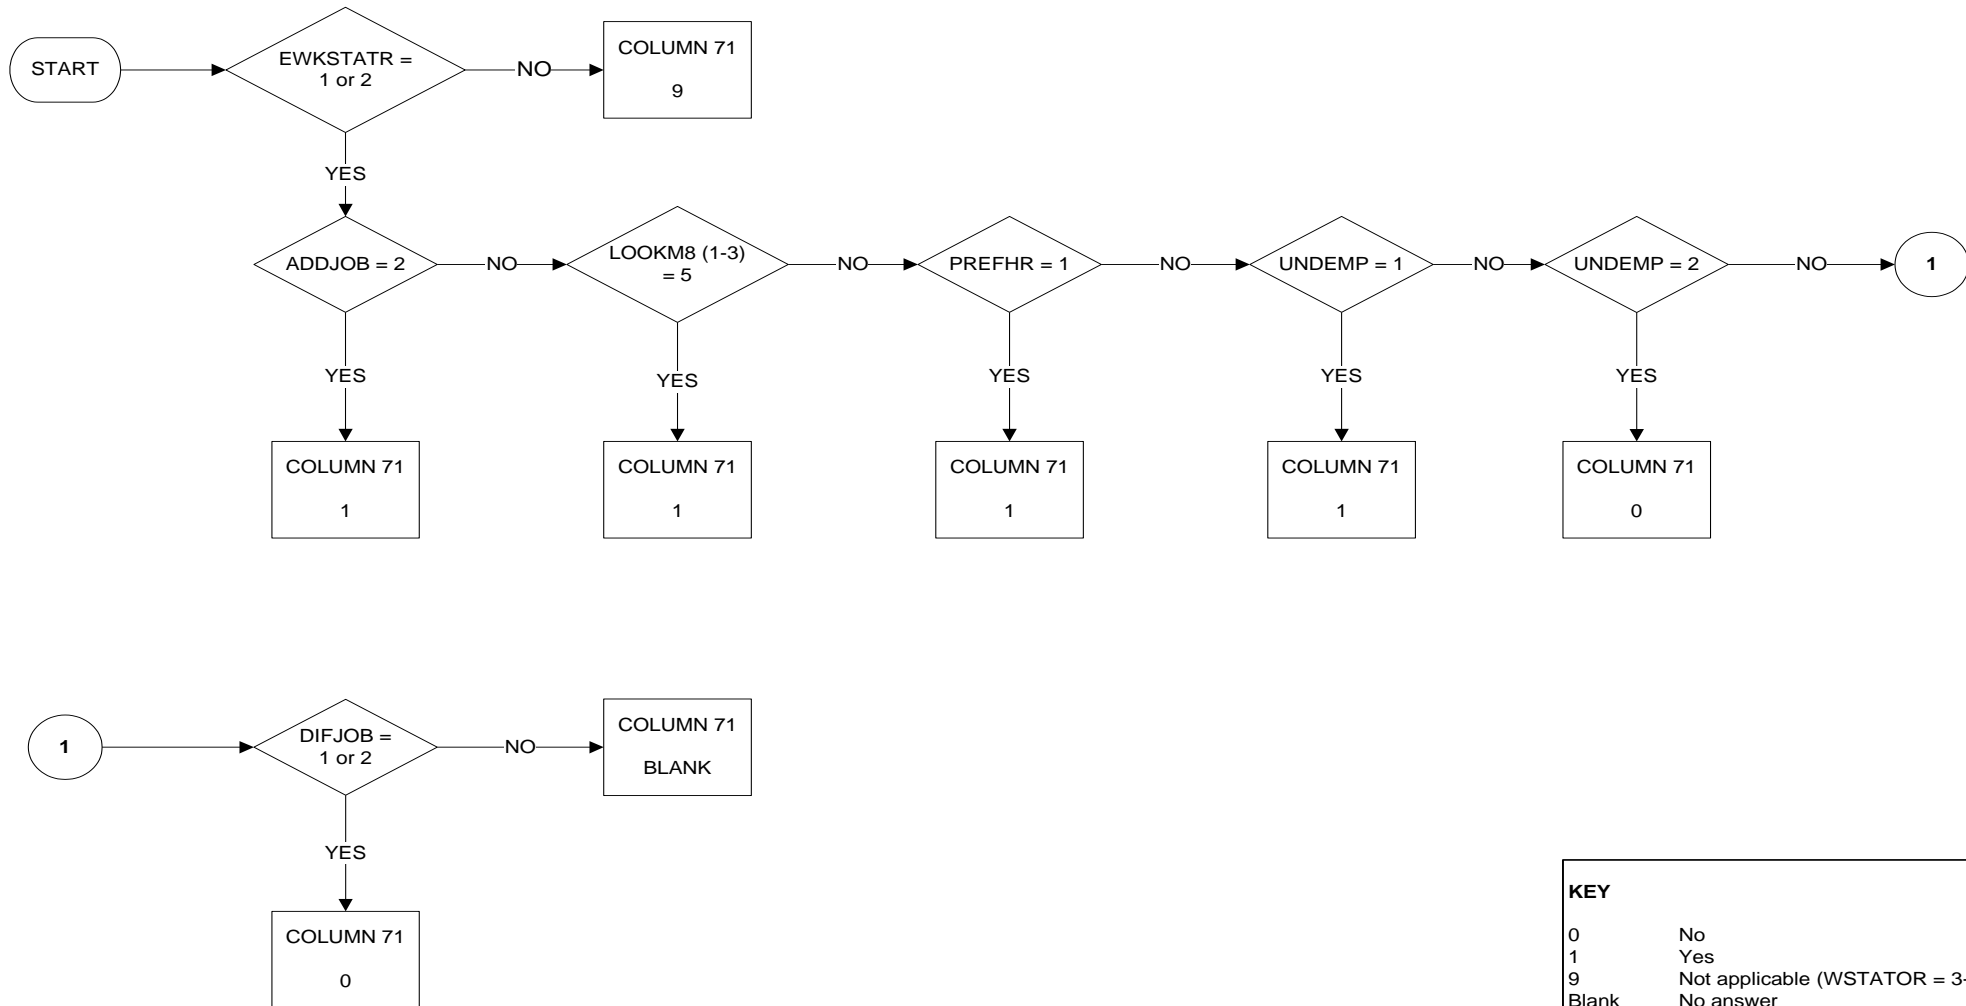 START
EWKSTATR =
1 or 2
NO
COLUMN 71
9
YES
ADDJOB = 2
NO
LOOKM8 (1-3)
= 5
NO
PREFHR = 1
NO
UNDEMP = 1
NO
UNDEMP = 2
NO
1
YES
YES
YES
YES
YES
COLUMN 71
1
COLUMN 71
1
COLUMN 71
1
COLUMN 71
1
COLUMN 71
0
1
DIFJOB =
1 or 2
NO
COLUMN 71
BLANK
YES
COLUMN 71
0
KEY
0 No
1 Yes
9 Not applicable (WSTATOR = 3-
Blank No answer